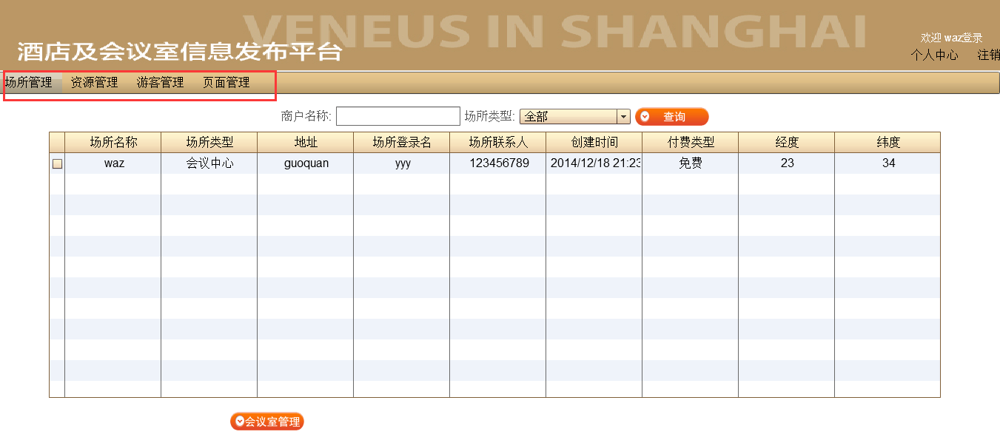 VENEUS IN SHANGHAI
酒店及会议室信息发布平台
欢迎 waz登录
个人中心 注销
场所管理 资源管理 游客管理 页面管理
商户名称: 场所类型: 全部 查询
场所名称 场所类型 地址 场所登录名 场所联系人 创建时间 付费类型 经度 纬度
waz 会议中心 guoquan yyy 123456789 2014/12/18 21:23 免费 23 34
会议室管理